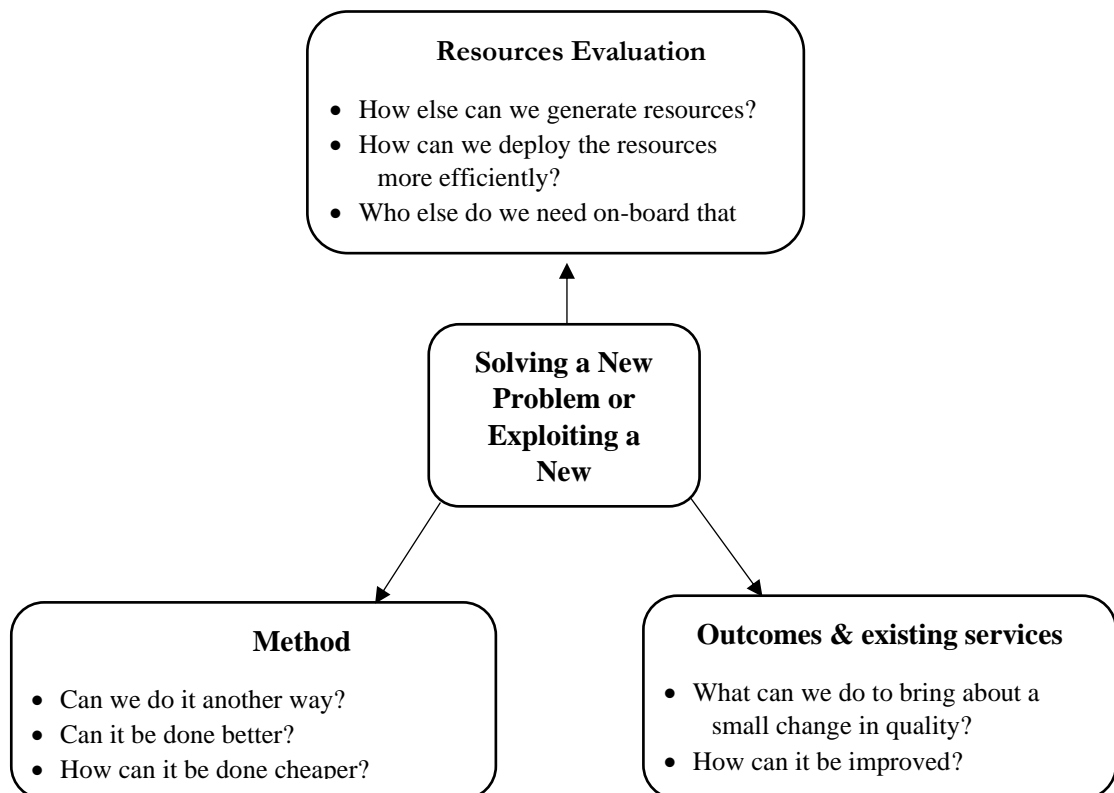 Resources Evaluation
• How else can we generate resources?
• How can we deploy the resources
more efficiently?
• Who else do we need on-board that
Solving a New
Problem or
Exploiting a
New
Method
• Can we do it another way?
• Can it be done better?
• How can it be done cheaper?
Outcomes & existing services
• What can we do to bring about a
small change in quality?
• How can it be improved?